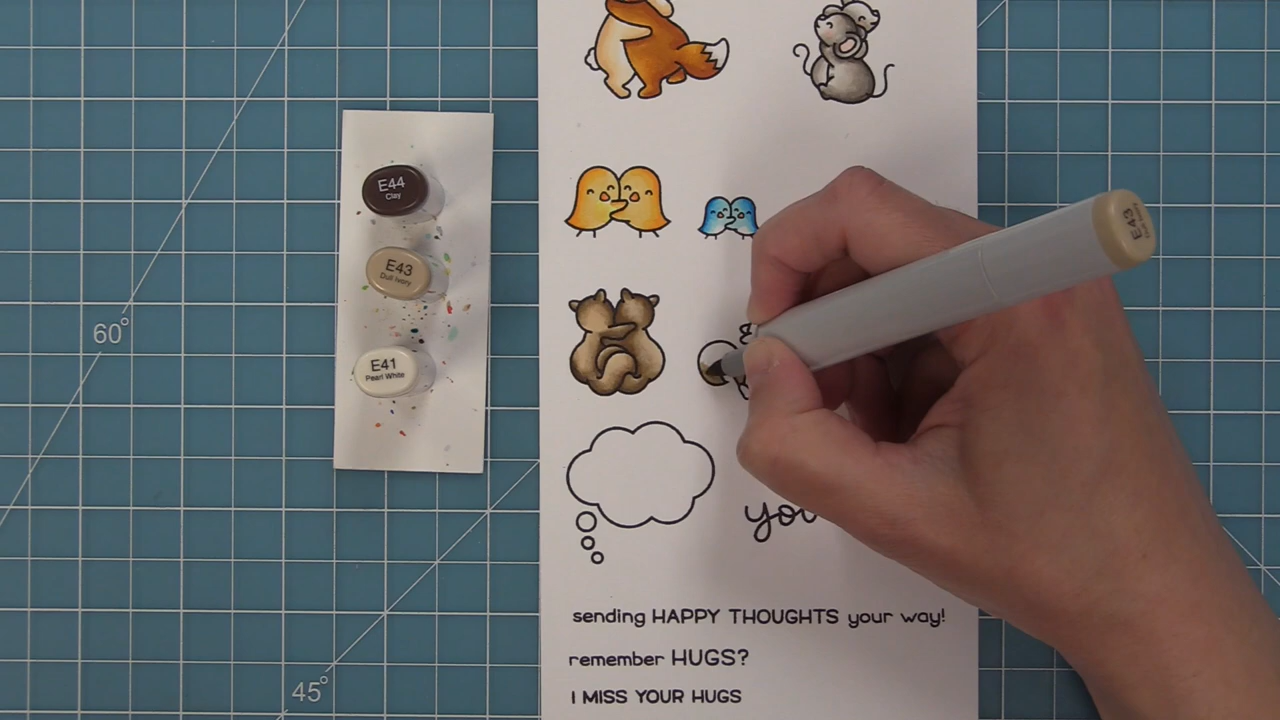 E44
Clay
E43
Dull Ivory
E41
Pearl White
E43
60°
45°
you
sending HAPPY THOUGHTS your way!
remember HUGS?
I MISS YOUR HUGS